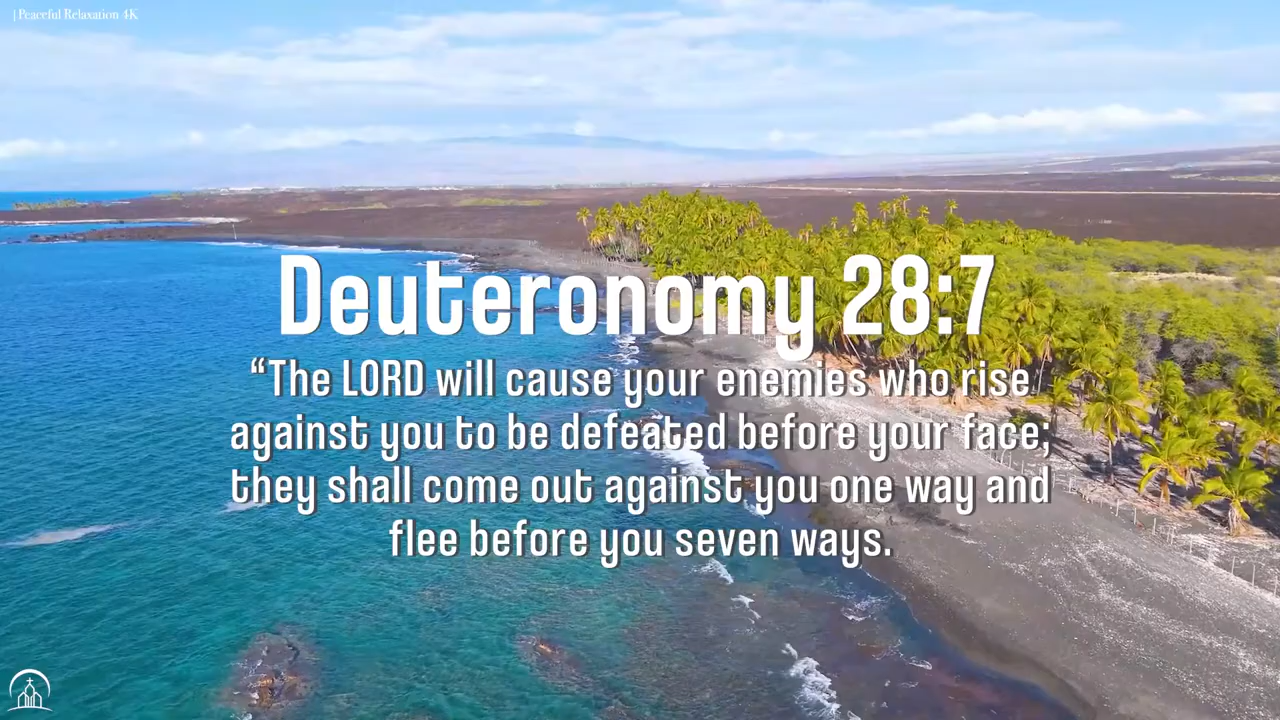 | Peaceful Relaxation 4K
Deuteronomy 28:7
“The LORD will cause your enemies who rise
against you to be defeated before your face;
they shall come out against you one way and
flee before you seven ways.